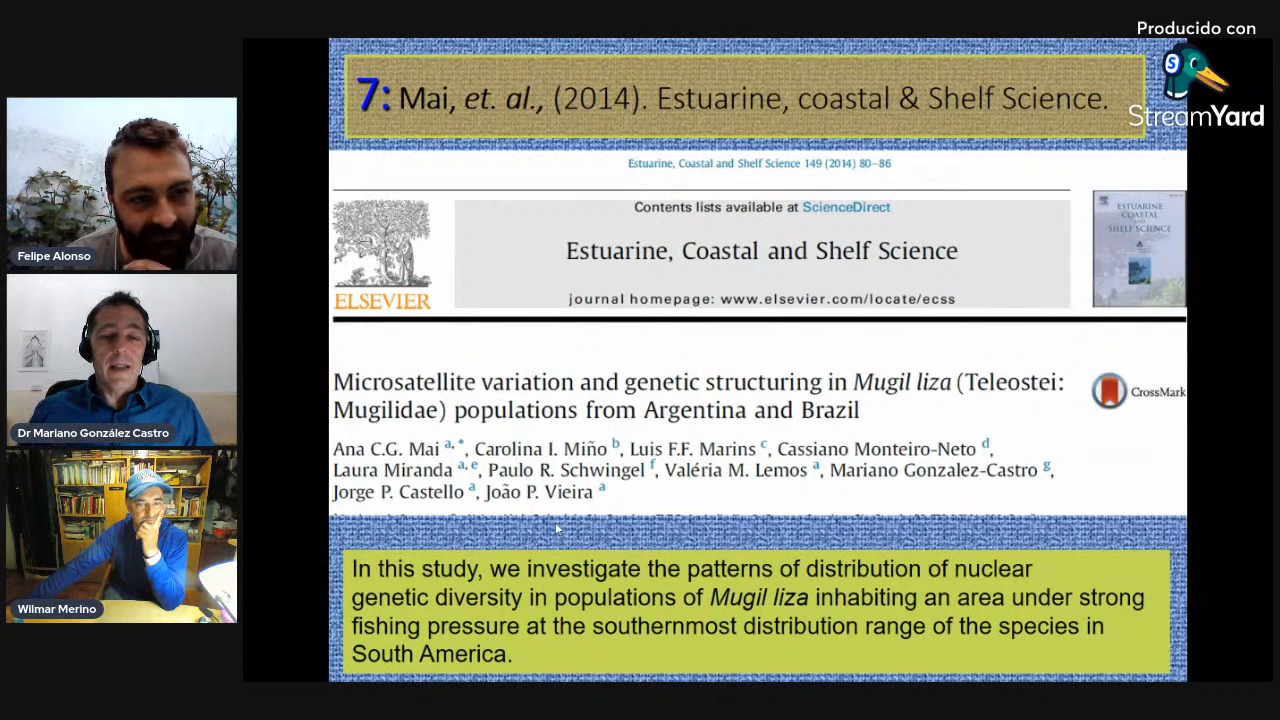 Producido con
StreamYard
7: Mai, et. al., (2014). Estuarine, coastal & Shelf Science.
Estuarine, Coastal and Shelf Science 149 (2014) 80–86
Contents lists available at ScienceDirect
Estuarine, Coastal and Shelf Science
journal homepage: www.elsevier.com/locate/ecss
ELSEVIER
ESTUARINE
COASTAL
AND
SHELF SCIENCE
Microsatellite variation and genetic structuring in Mugil liza (Teleostei:
Mugilidae) populations from Argentina and Brazil
CrossMark
Ana C.G. Mai a, *, Carolina I. Miño b, Luis F.F. Marins c, Cassiano Monteiro-Neto d,
Laura Miranda a, e, Paulo R. Schwingel f, Valéria M. Lemos a, Mariano Gonzalez-Castro g,
Jorge P. Castello a, João P. Vieira a
In this study, we investigate the patterns of distribution of nuclear
genetic diversity in populations of Mugil liza inhabiting an area under strong
fishing pressure at the southernmost distribution range of the species in
South America.
Felipe Alonso
Dr Mariano González Castro
Wilmar Merino